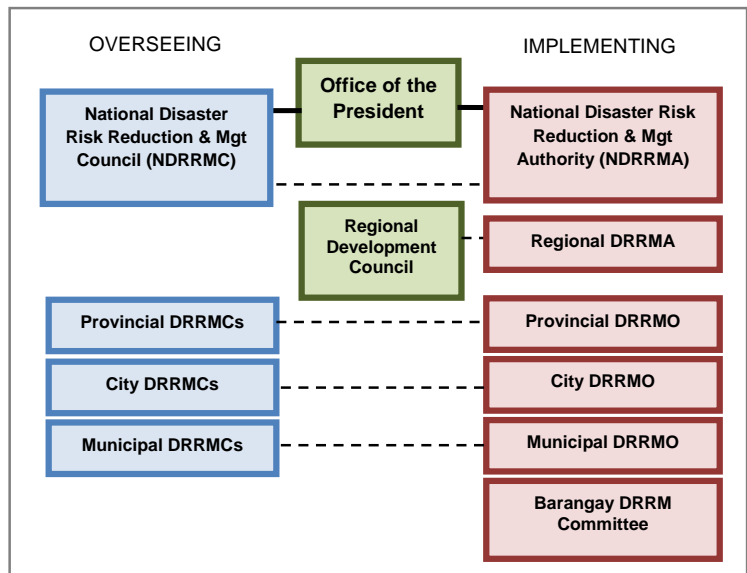 OVERSEEING
IMPLEMENTING
Office of the
President
National Disaster
Risk Reduction & Mgt
Council (NDRRMC)
National Disaster Risk
Reduction & Mgt
Authority (NDRRMA)
Regional
Development
Council
Regional DRRMA
Provincial DRRMCs
Provincial DRRMO
City DRRMCs
City DRRMO
Municipal DRRMCs
Municipal DRRMO
Barangay DRRM
Committee